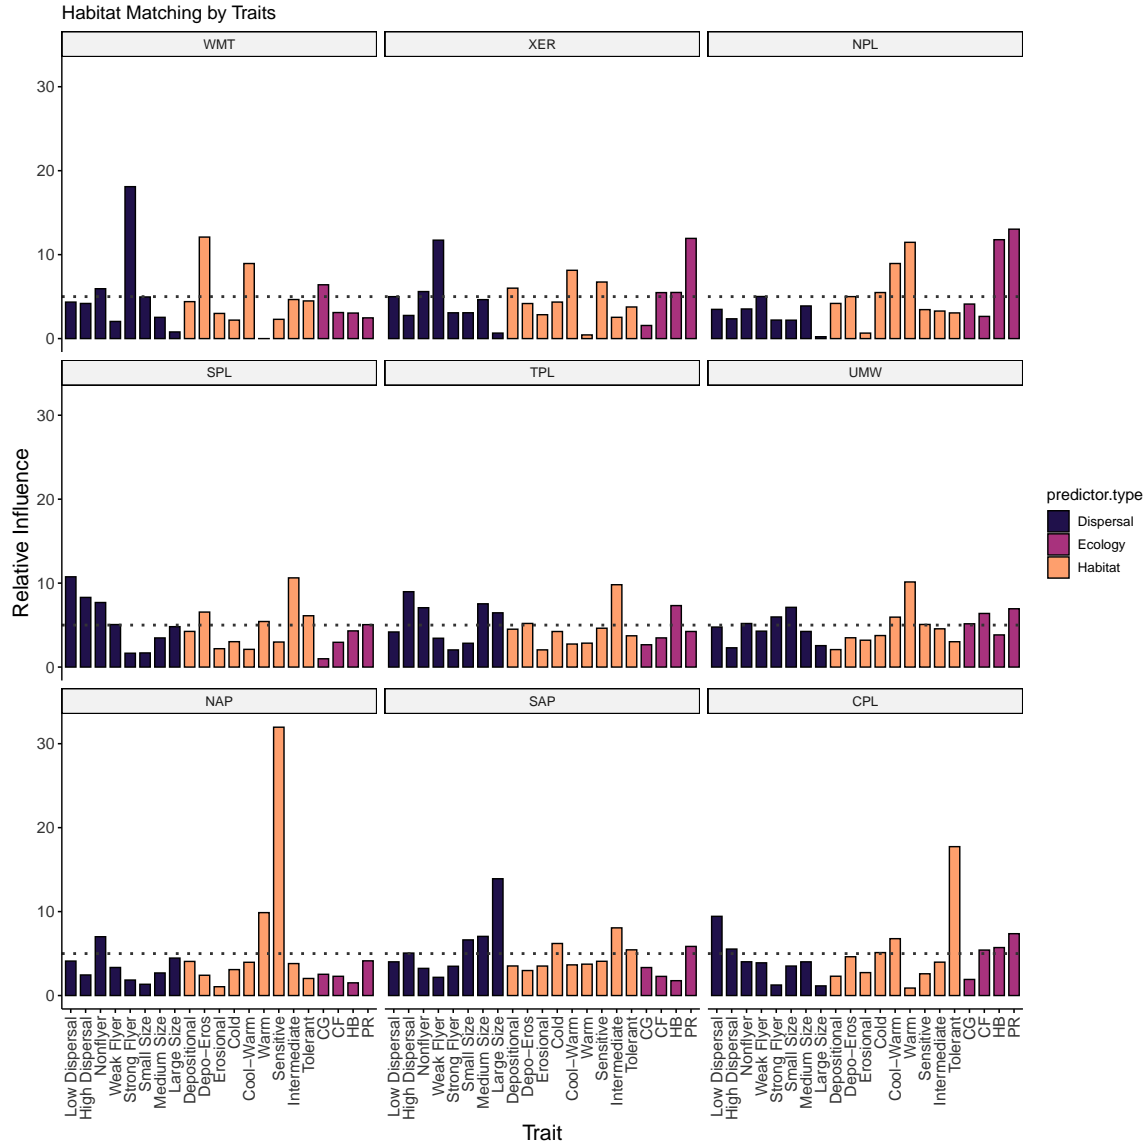 Habitat Matching by Traits
WMT
XER
NPL
30
20
10
0
SPL
TPL
UMW
30
20
10
0
NAP
SAP
CPL
30
20
10
0
Relative Influence
Low Dispersal
High Dispersal
Nonflyer
Weak Flyer
Strong Flyer
Small Size
Medium Size
Large Size
Depositional
Depo−Eros
Erosional
Cold
Cool−Warm
Warm
Sensitive
Intermediate
Tolerant
CG
CF
HB
PR
Low Dispersal
High Dispersal
Nonflyer
Weak Flyer
Strong Flyer
Small Size
Medium Size
Large Size
Depositional
Depo−Eros
Erosional
Cold
Cool−Warm
Warm
Sensitive
Intermediate
Tolerant
CG
CF
HB
PR
Low Dispersal
High Dispersal
Nonflyer
Weak Flyer
Strong Flyer
Small Size
Medium Size
Large Size
Depositional
Depo−Eros
Erosional
Cold
Cool−Warm
Warm
Sensitive
Intermediate
Tolerant
CG
CF
HB
PR
Trait
predictor.type
Dispersal
Ecology
Habitat